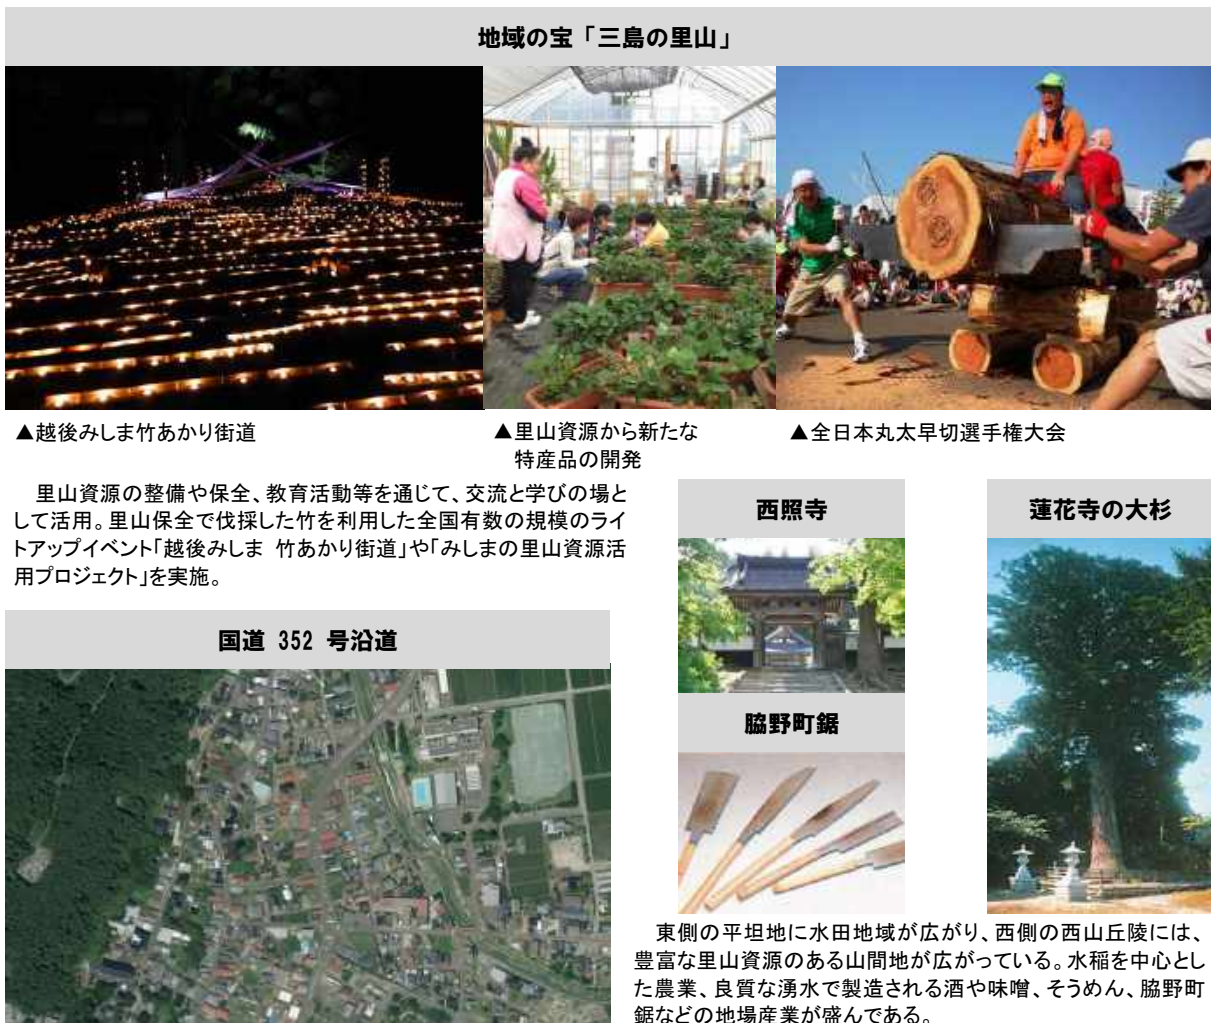 地域の宝「三島の里山」
▲越後みしま竹あかり街道
▲里山資源から新たな
特産品の開発
▲全日本丸太早切選手権大会
里山資源の整備や保全、教育活動等を通じて、交流と学びの場と
して活用。里山保全で伐採した竹を利用した全国有数の規模のライ
トアップイベント「越後みしま 竹あかり街道」や「みしまの里山資源活
用プロジェクト」を実施。
国道 352 号沿道
西照寺
脇野町鋸
蓮花寺の大杉
東側の平坦地に水田地域が広がり、西側の西山丘陵には、
豊富な里山資源のある山間地が広がっている。水稲を中心とし
た農業、良質な湧水で製造される酒や味噌、そうめん、脇野町
鋸などの地場産業が盛んである。